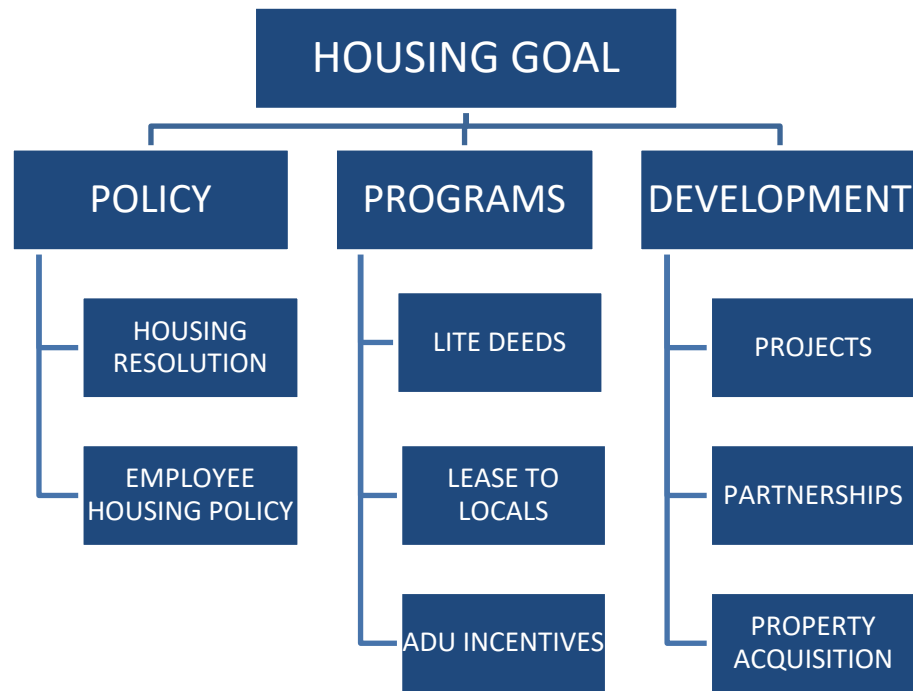 HOUSING GOAL
POLICY
HOUSING
RESOLUTION
EMPLOYEE
HOUSING POLICY
PROGRAMS
LITE DEEDS
LEASE TO
LOCALS
ADU INCENTIVES
DEVELOPMENT
PROJECTS
PARTNERSHIPS
PROPERTY
ACQUISITION